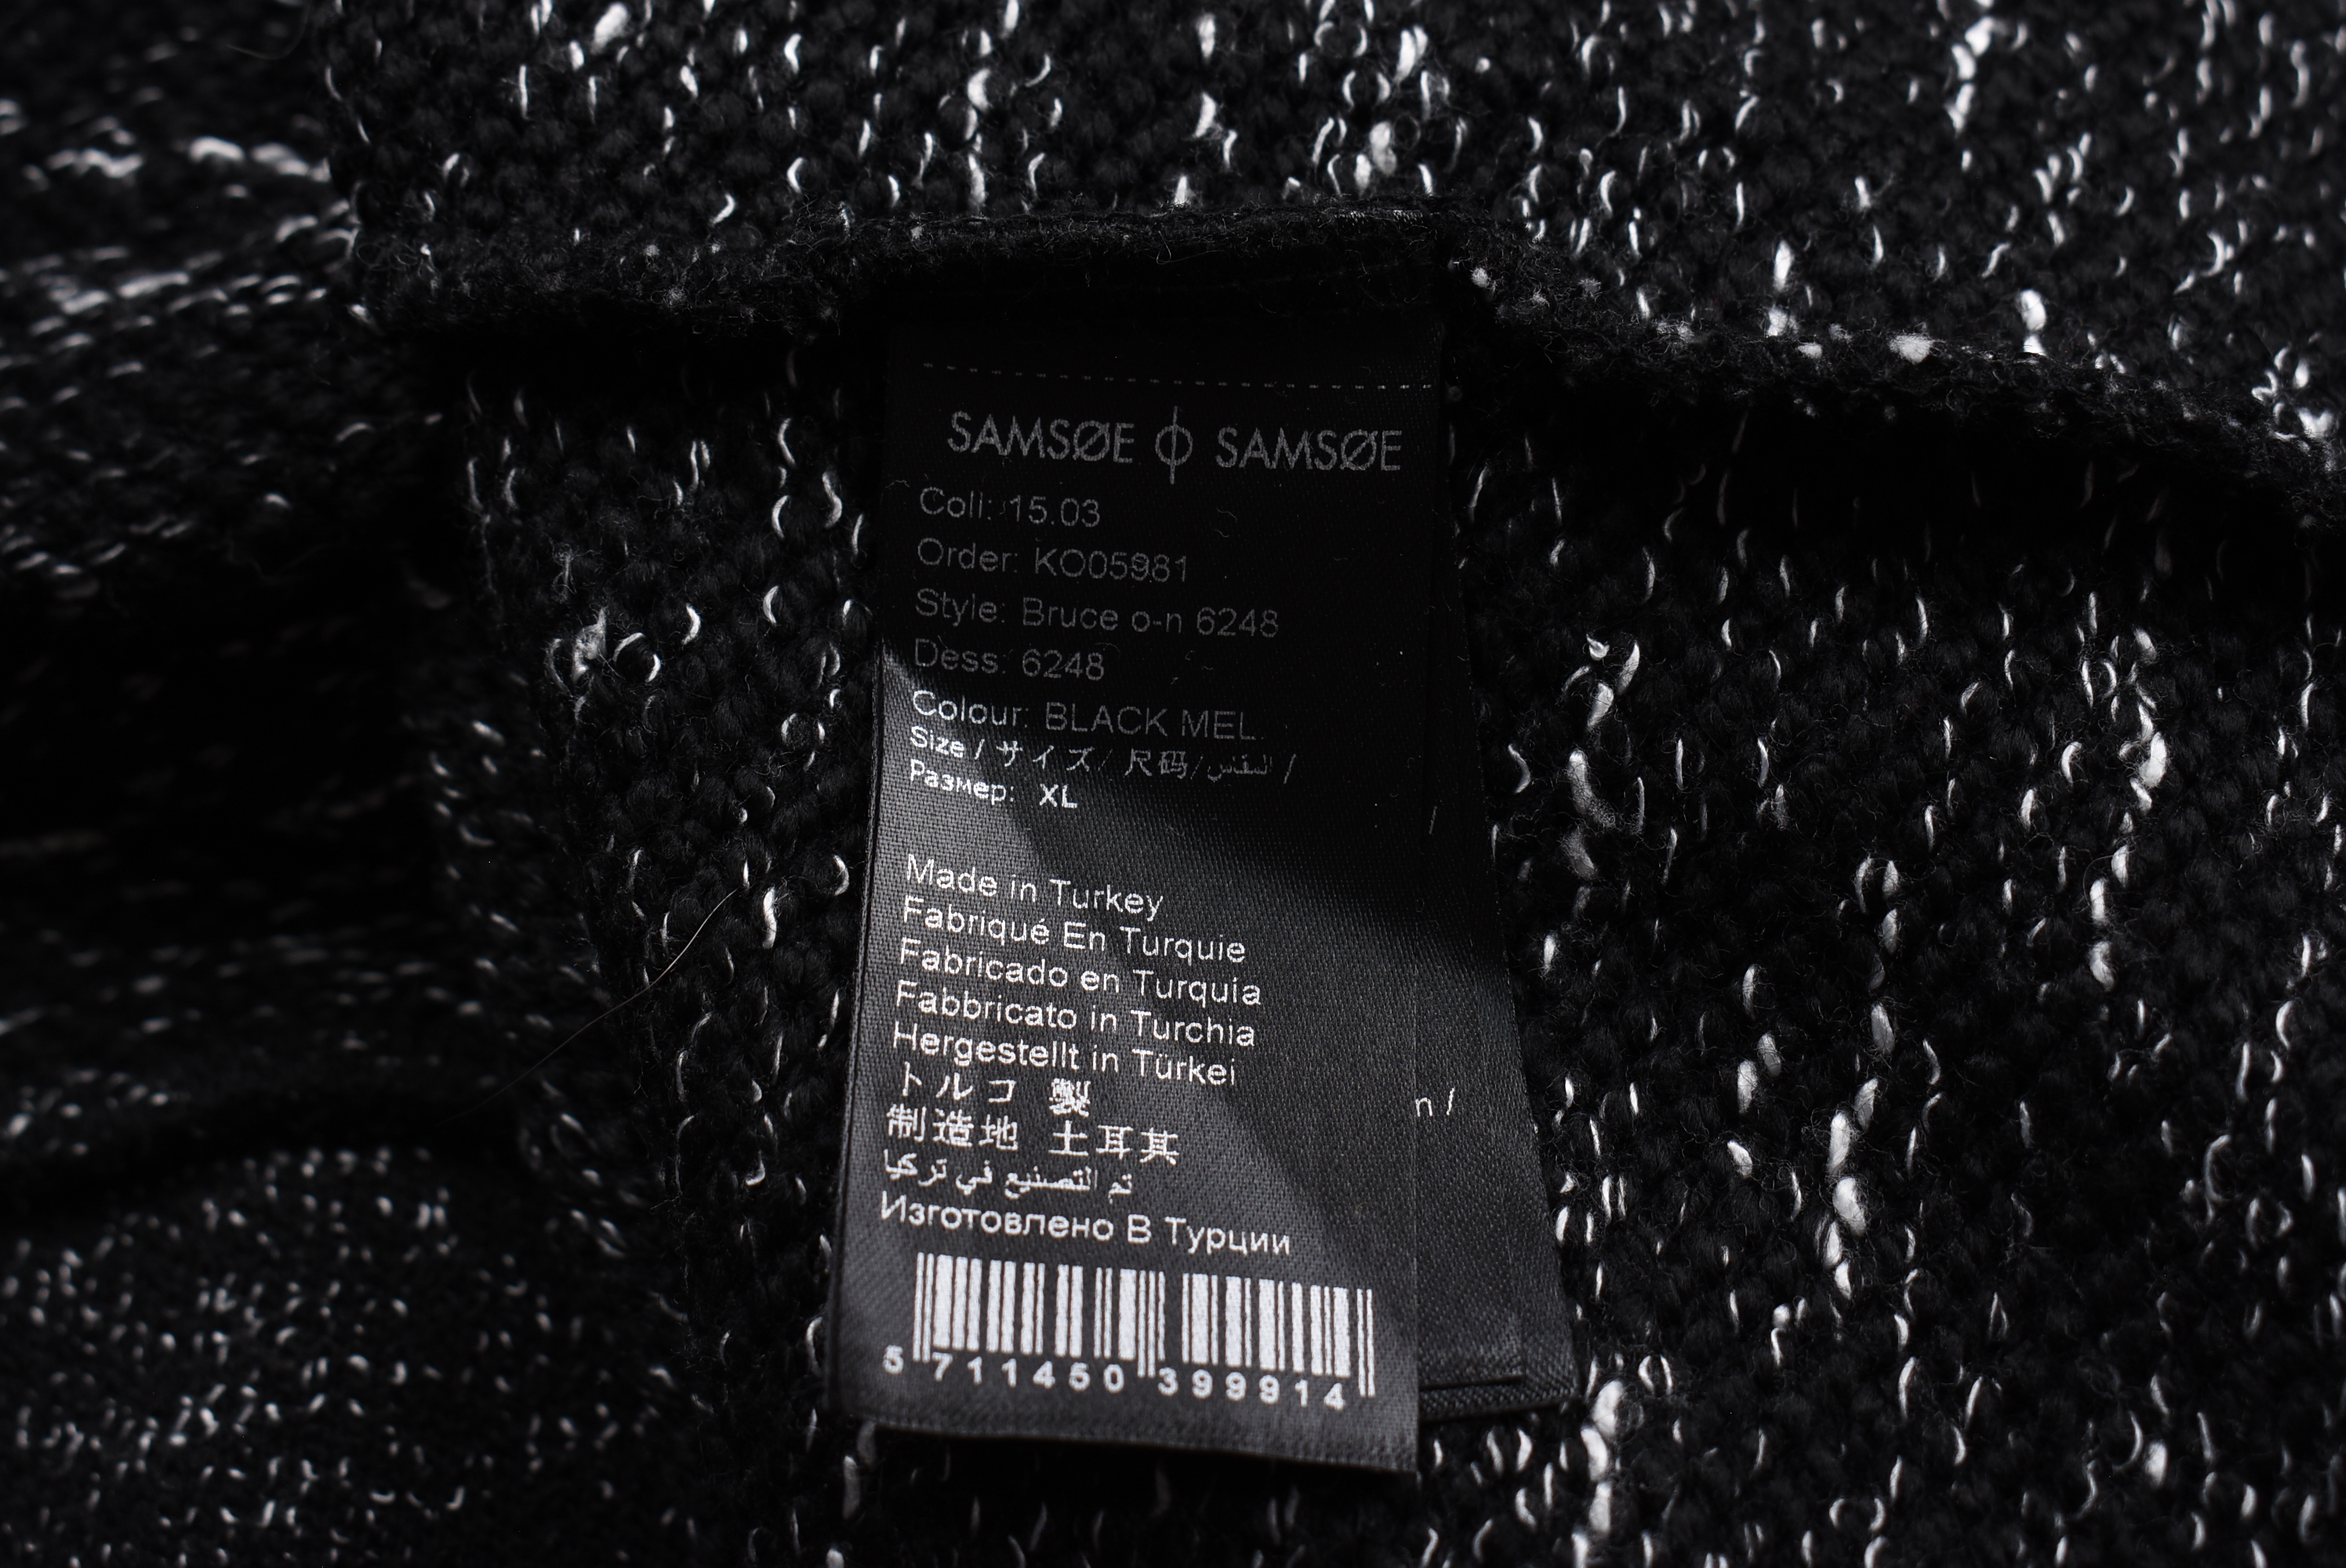 SAMSØE ϕ SAMSØE
Coll: 15.03
Order: KO05981
Style: Bruce o-n 6248
Dess: 6248
Colour: BLACK MEL.
Size / サイズ/ 尺码/المقاس /
Размер: XL
Made in Turkey
Fabriqué En Turquie
Fabricado en Turquia
Fabbricato in Turchia
Hergestellt in Türkei
トルコ 製
制造地 土耳其
تم التصنيع في تركيا
Изготовлено В Турции
n /
5 711450 399914